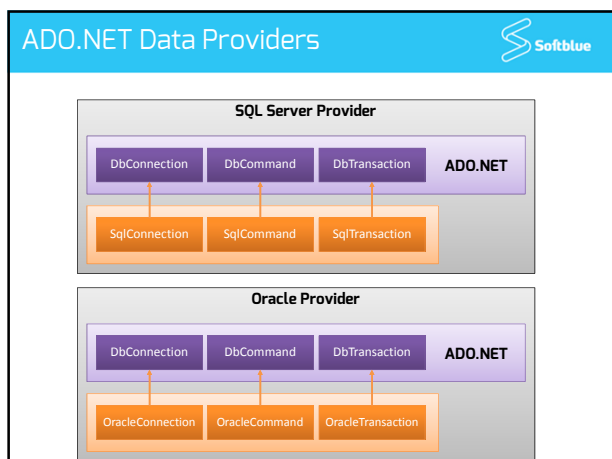 ADO.NET Data Providers
Softblue
SQL Server Provider
DbConnection DbCommand DbTransaction ADO.NET
SqlConnection SqlCommand SqlTransaction
Oracle Provider
DbConnection DbCommand DbTransaction ADO.NET
OracleConnection OracleCommand OracleTransaction